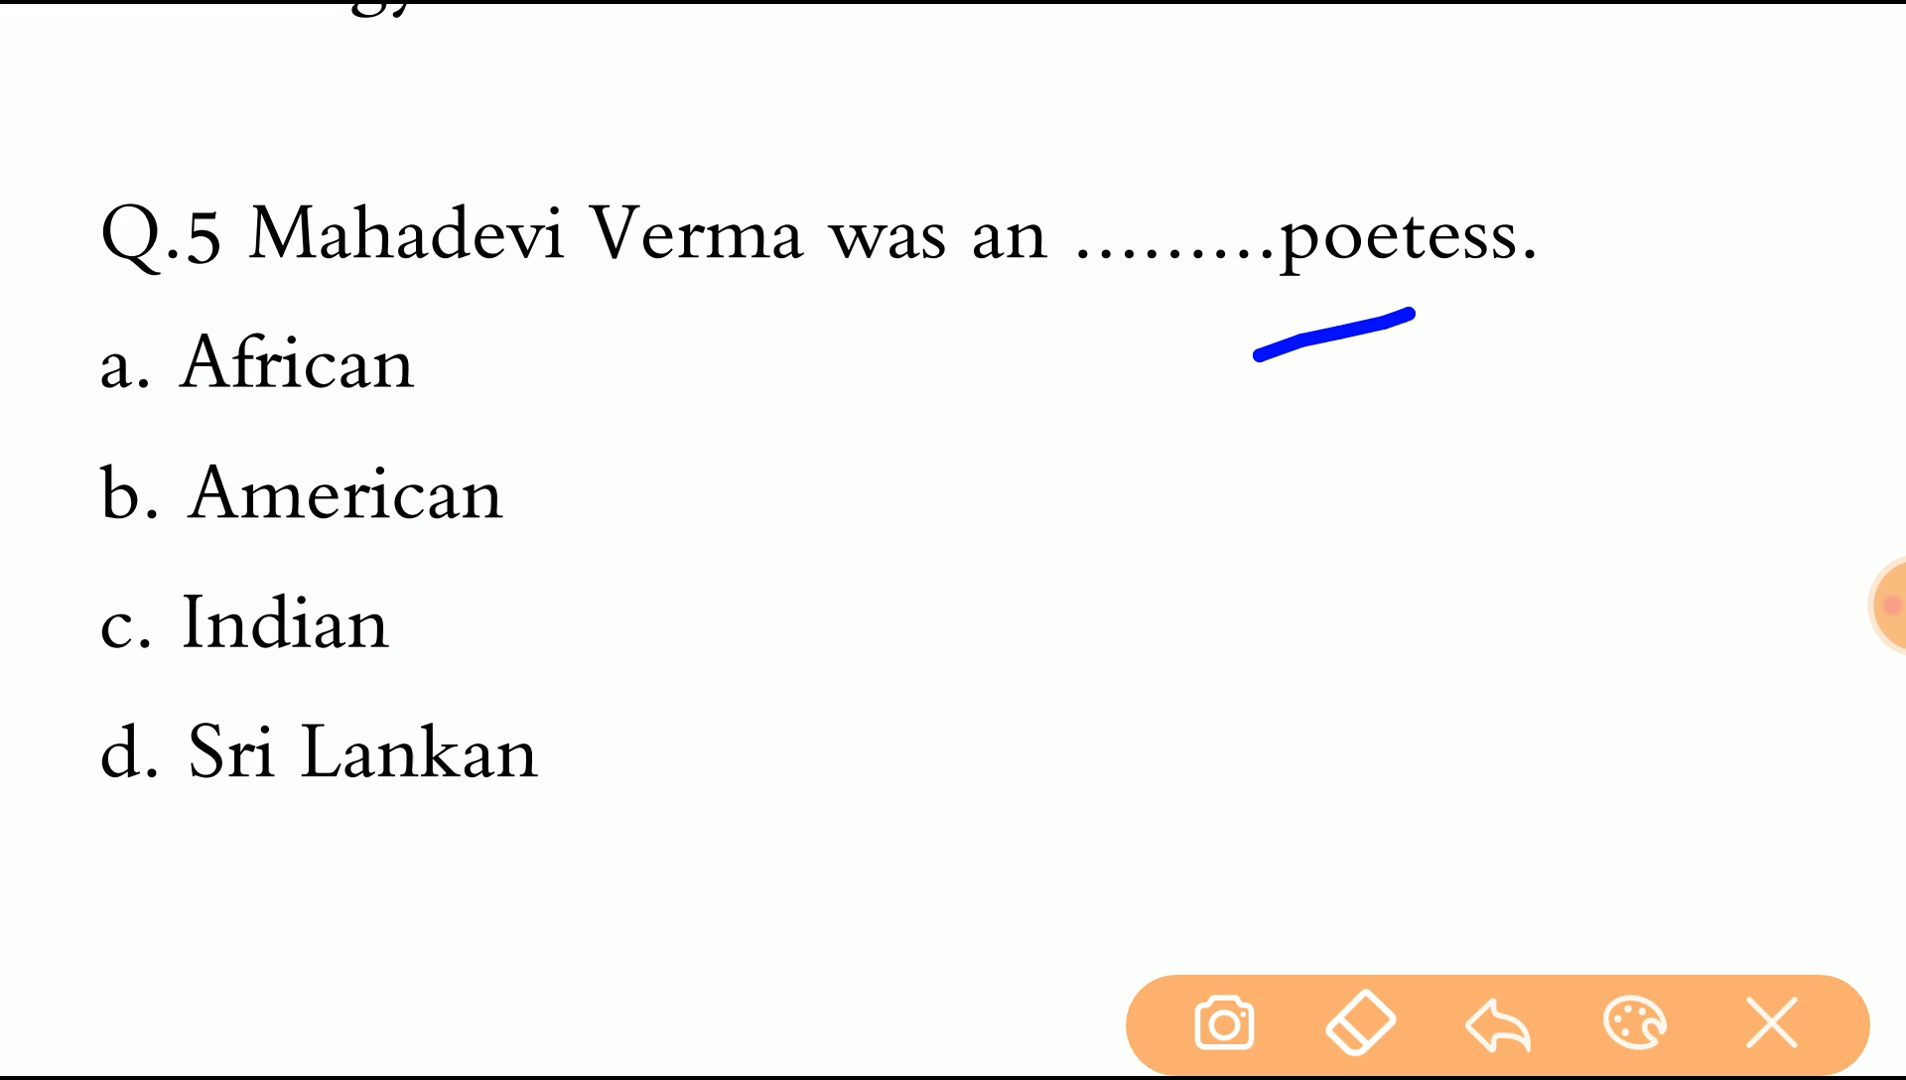 Q.5 Mahadevi Verma was an .........poetess.
a. African
b. American
c. Indian
d. Sri Lankan